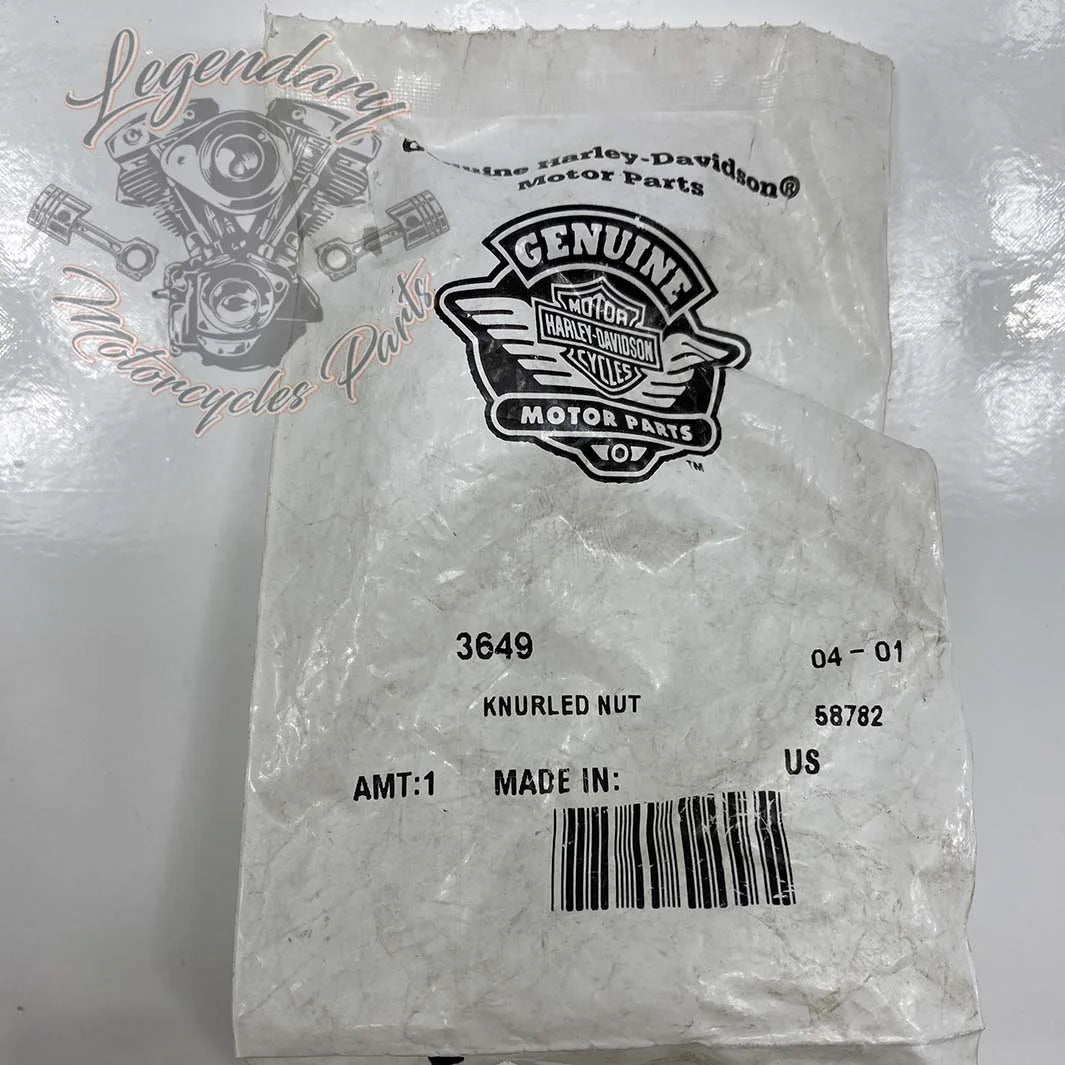 Legendary
Motorcycles Parts
Genuine Harley-Davidson®
Motor Parts
GENUINE
MOTOR
HARLEY-DAVIDSON
CYCLES
MOTOR PARTS
TM
3649
04-01
KNURLED NUT
58782
US
AMT:1 MADE IN: